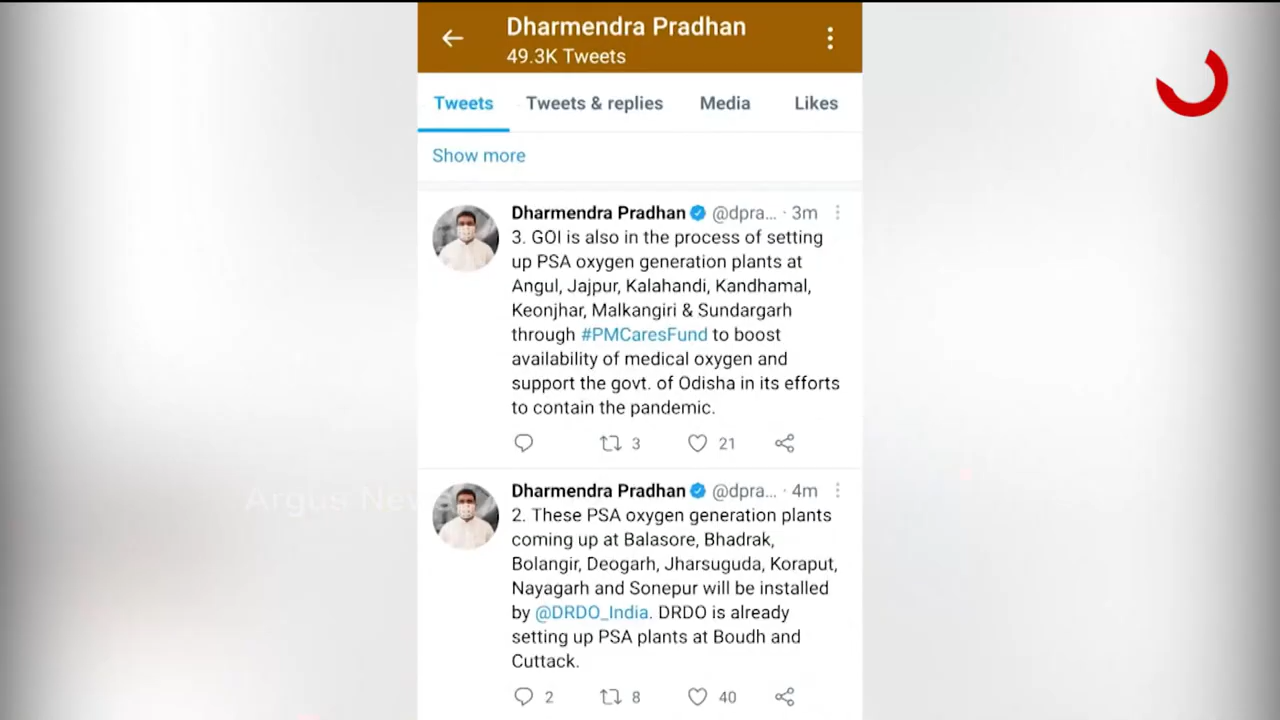 Dharmendra Pradhan
49.3K Tweets
Tweets Tweets & replies Media Likes
Show more
Dharmendra Pradhan @dpra... · 3m
3. GOI is also in the process of setting
up PSA oxygen generation plants at
Angul, Jajpur, Kalahandi, Kandhamal,
Keonjhar, Malkangiri & Sundargarh
through #PMCaresFund to boost
availability of medical oxygen and
support the govt. of Odisha in its efforts
to contain the pandemic.
3 21
Argus News
Dharmendra Pradhan @dpra... · 4m
2. These PSA oxygen generation plants
coming up at Balasore, Bhadrak,
Bolangir, Deogarh, Jharsuguda, Koraput,
Nayagarh and Sonepur will be installed
by @DRDO_India. DRDO is already
setting up PSA plants at Boudh and
Cuttack.
2 8 40